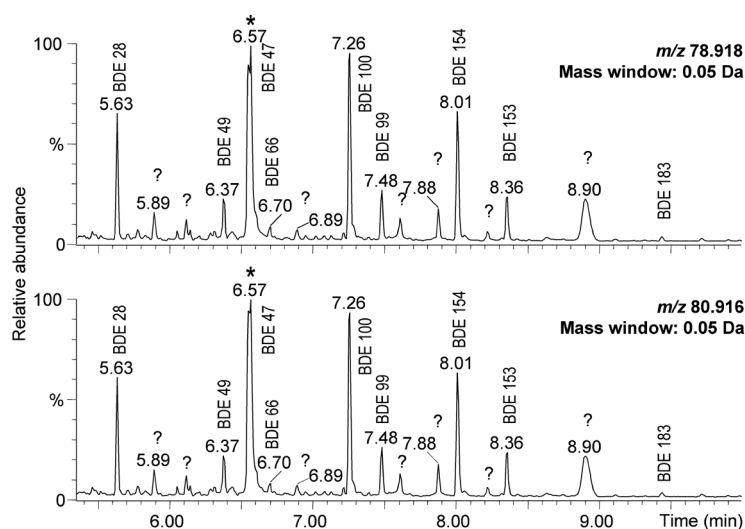 100
%
0
Relative abundance
BDE 28
5.63
?
5.89
?
BDE 49
6.37
*
6.57
BDE 47
BDE 66
6.70
?
6.89
7.26
BDE 100
BDE 99
7.48
?
?
7.88
BDE 154
8.01
?
BDE 153
8.36
?
8.90
BDE 183
m/z 78.918
Mass window: 0.05 Da
100
%
0
BDE 28
5.63
?
5.89
?
BDE 49
6.37
*
6.57
BDE 47
BDE 66
6.70
?
6.89
7.26
BDE 100
BDE 99
7.48
?
?
7.88
BDE 154
8.01
?
BDE 153
8.36
?
8.90
BDE 183
m/z 80.916
Mass window: 0.05 Da
6.00 7.00 8.00 9.00 Time (min)